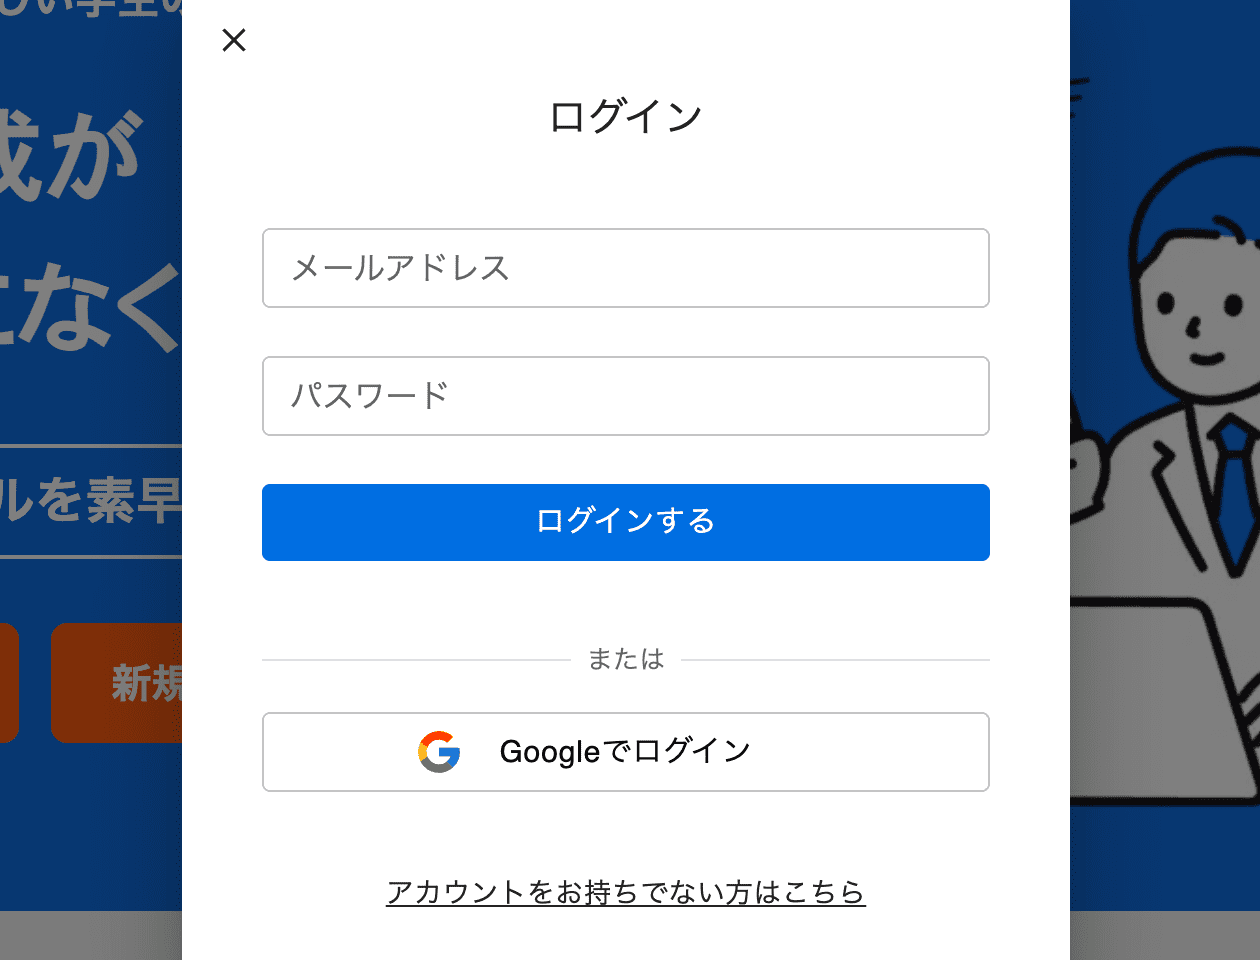 成が
になく
ルを素早
新規
ログイン
メールアドレス
パスワード
ログインする
または
Googleでログイン
アカウントをお持ちでない方はこちら